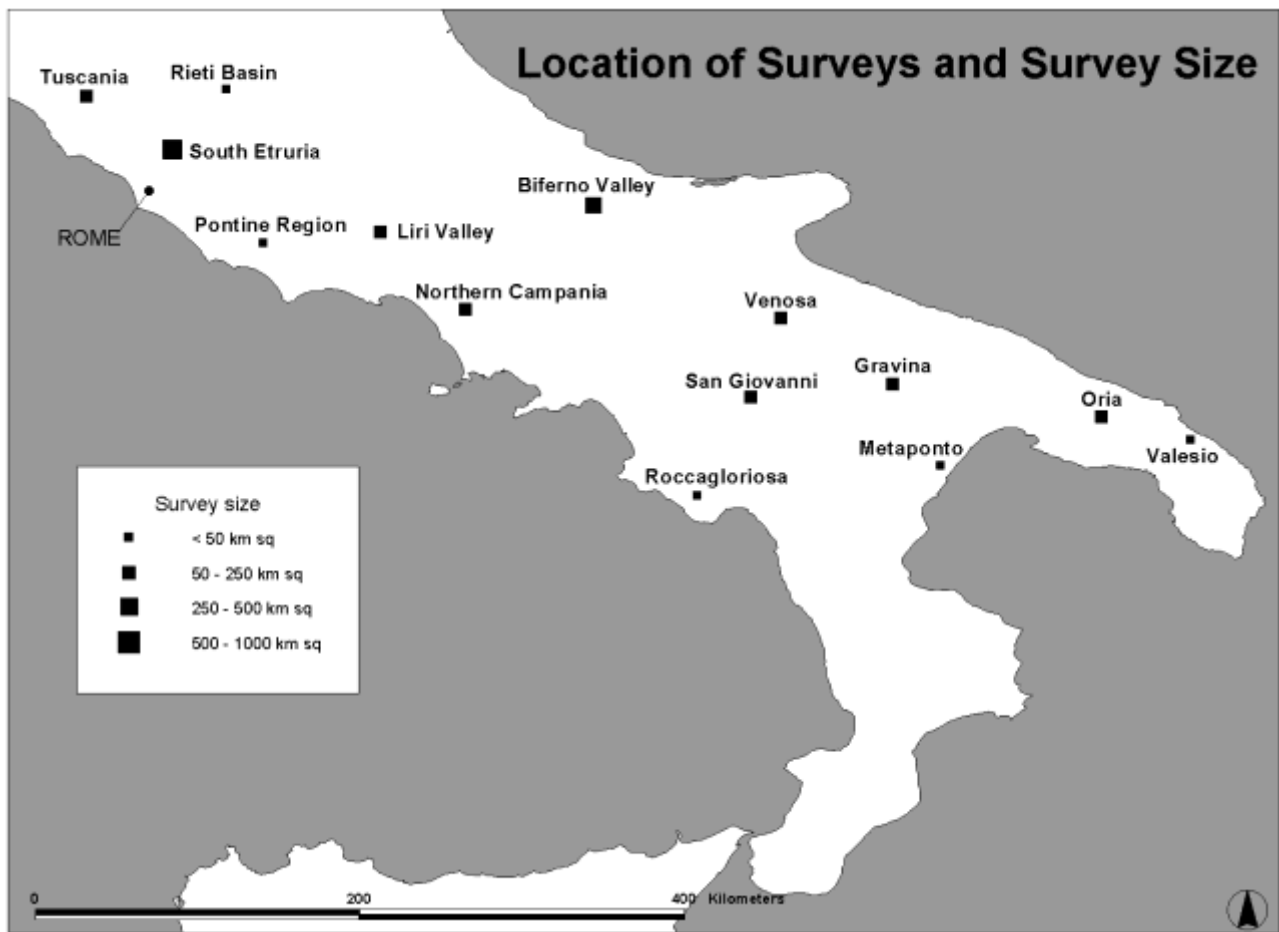 Location of Surveys and Survey Size
Tuscania
Rieti Basin
South Etruria
ROME
Pontine Region
Liri Valley
Biferno Valley
Northern Campania
Venosa
San Giovanni
Gravina
Oria
Metaponto
Valesio
Roccagloriosa
Survey size
< 50 km sq
50 - 250 km sq
250 - 500 km sq
500 - 1000 km sq
0 200 400 Kilometers